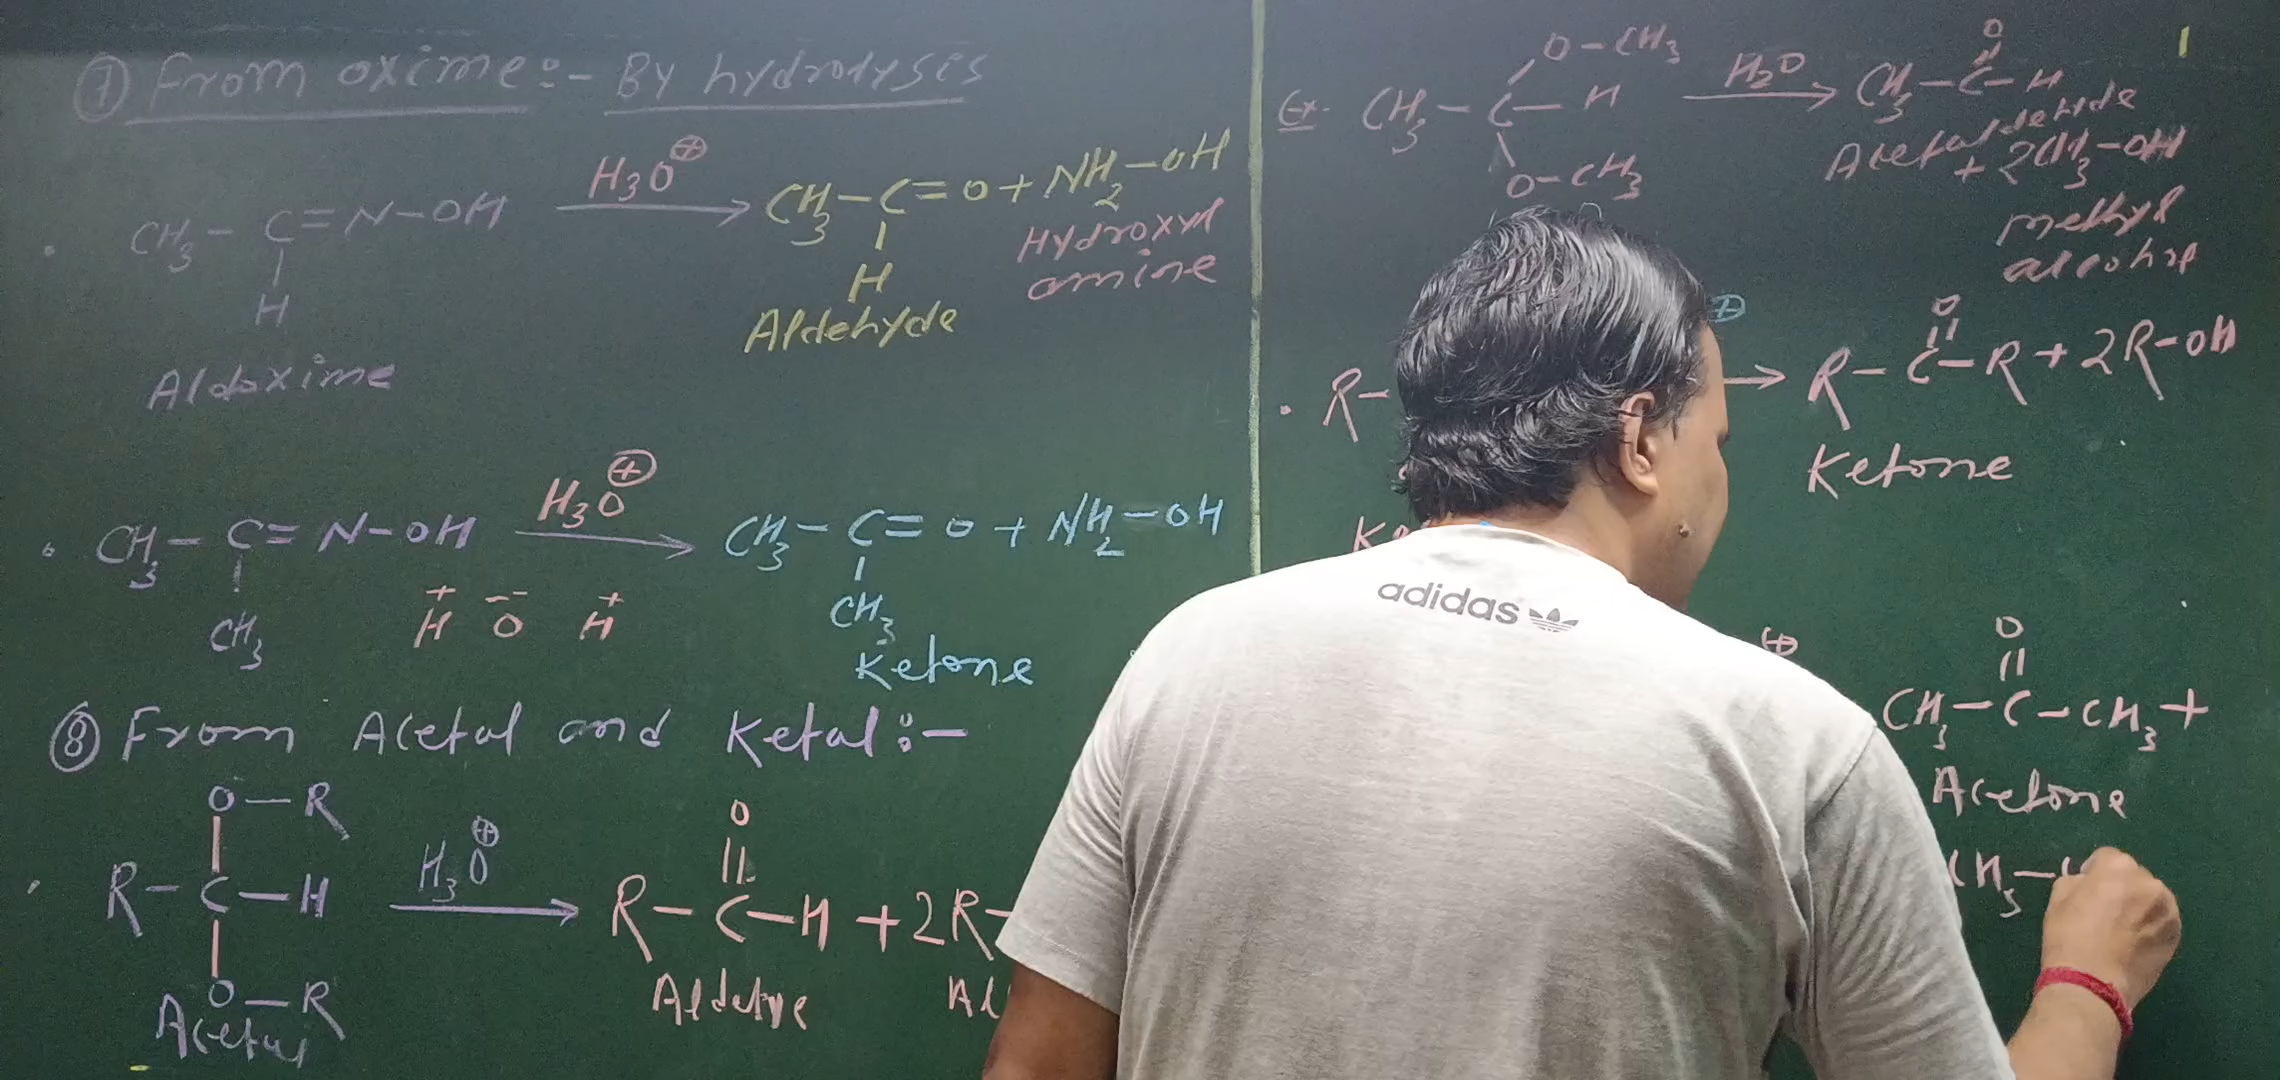 ⑦ From oxime:- By hydrolysis
CH3 - C = N - OH H3O⊕ → CH3 - C = O + NH2 - OH
H H Hydroxyl amine
Aldoxime Aldehyde
CH3 - C = N - OH H3O⊕ → CH3 - C = O + NH2 - OH
CH3 H+ O-- H+ CH3
Ketone
⑧ From Acetal and Ketal:-
O - R
R - C - H H3O⊕ → R - C - H + 2R-
O
O - R
Acetal
Al
Ex- CH3 - C - H H2O → CH3 - C - H
O - CH3 O
O - CH3
Acetaldehyde
+ 2CH3 - OH
methyl
alcohol
R- ⊕ → R - C - R + 2R - OH
O
Ketone
⊕
O
CH3 - C - CH3 +
Acetone
CH3 -
adidas